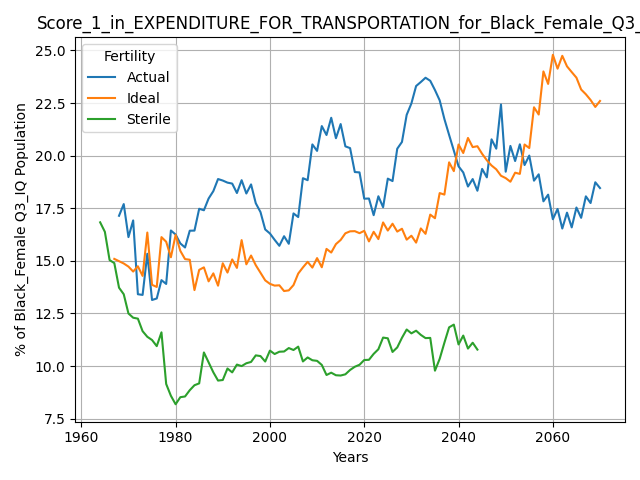 Score_1_in_EXPENDITURE_FOR_TRANSPORTATION_for_Black_Female_Q3_
Fertility
Actual
Ideal
Sterile
% of Black_Female Q3_IQ Population
25.0
22.5
20.0
17.5
15.0
12.5
10.0
7.5
1960 1980 2000 2020 2040 2060
Years